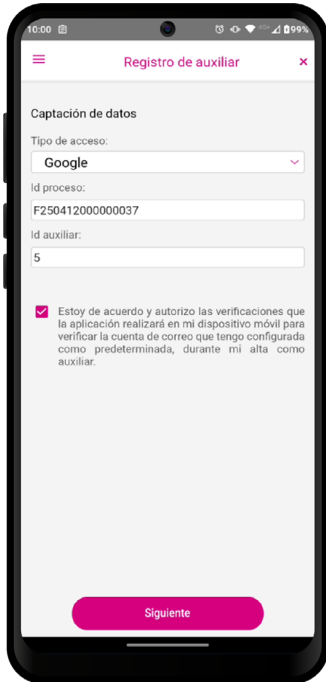 10:00 99%
Registro de auxiliar ×
Captación de datos
Tipo de acceso:
Google
Id proceso:
F250412000000037
Id auxiliar:
5
Estoy de acuerdo y autorizo las verificaciones que
la aplicación realizará en mi dispositivo móvil para
verificar la cuenta de correo que tengo configurada
como predeterminada, durante mi alta como
auxiliar.
Siguiente